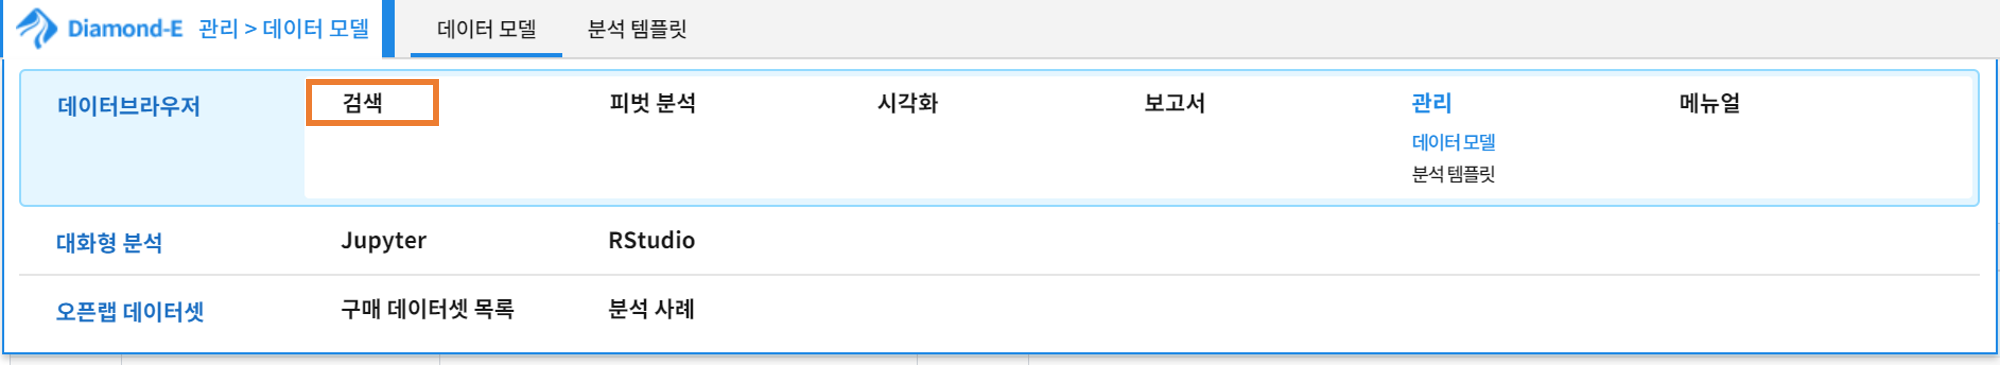 Diamond-E 관리 > 데이터 모델 데이터 모델 분석 템플릿
데이터브라우저 검색 피벗 분석 시각화 보고서 관리 메뉴얼
데이터 모델
분석 템플릿
대화형 분석 Jupyter RStudio
오픈랩 데이터셋 구매 데이터셋 목록 분석 사례